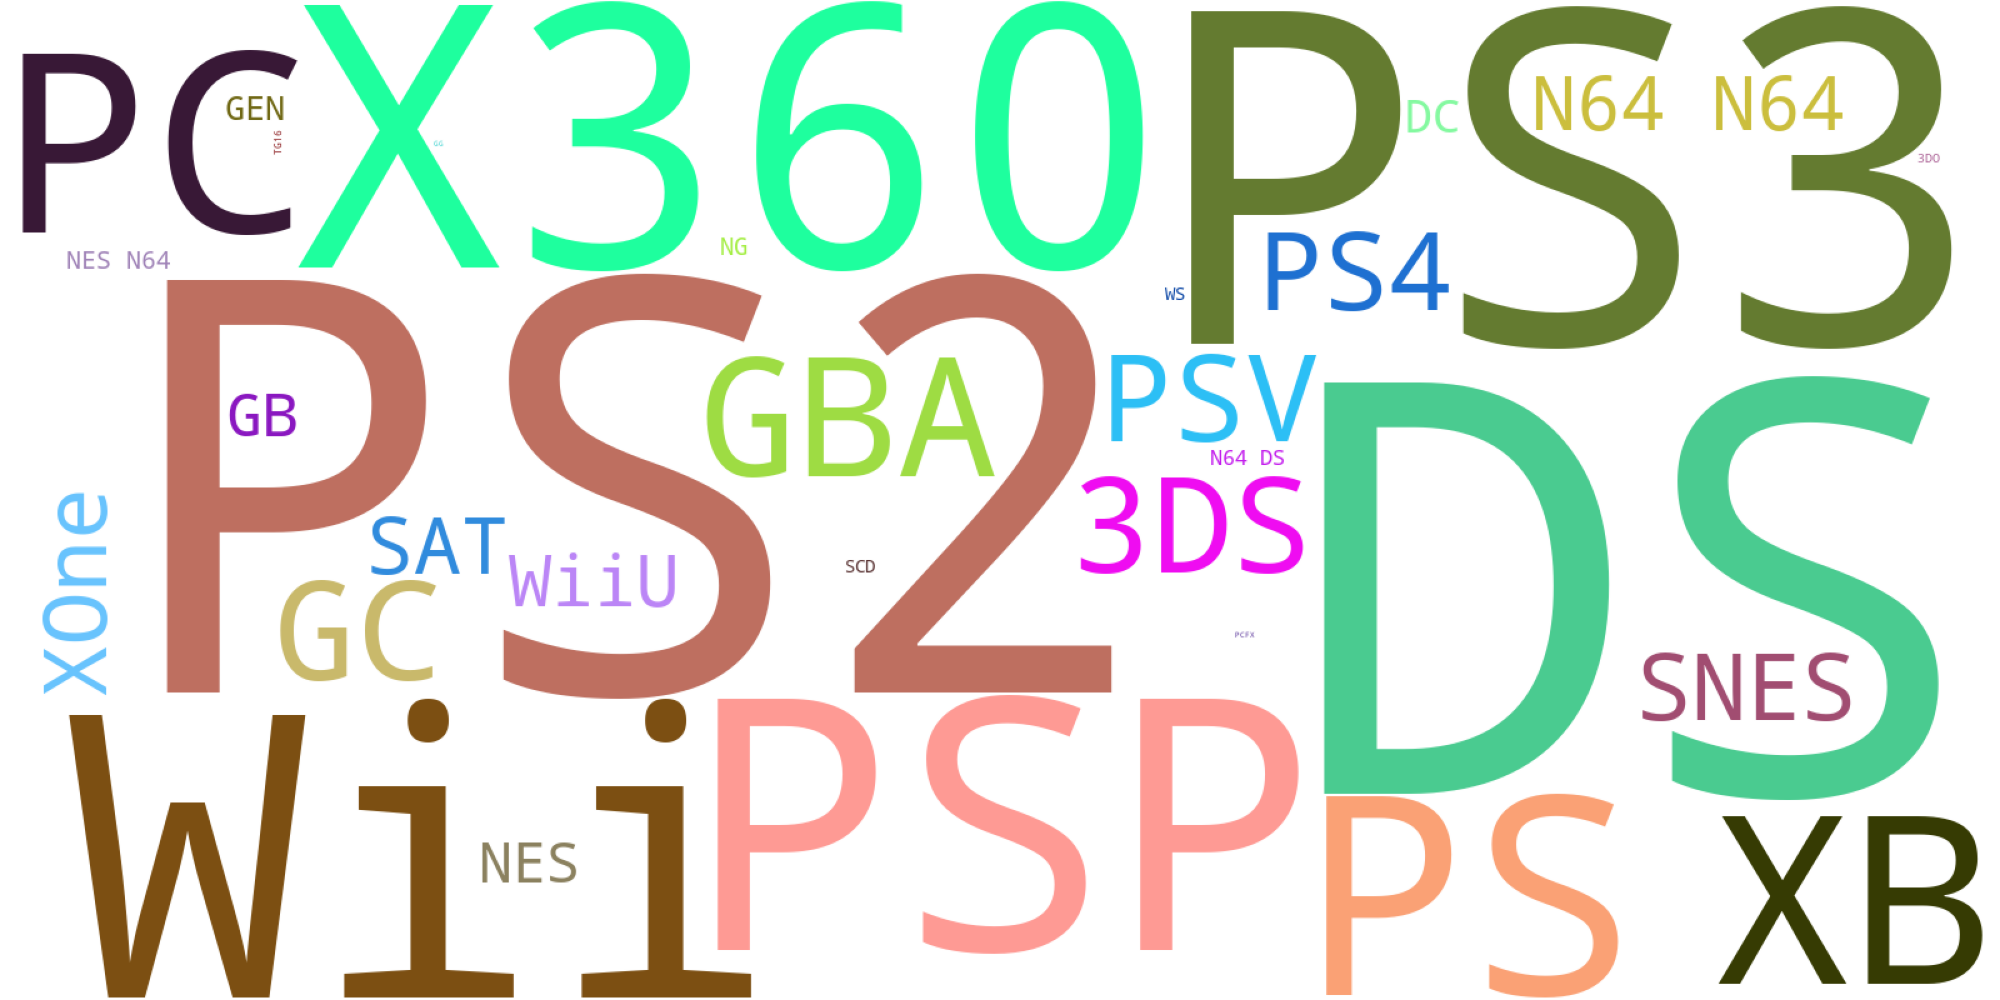 PC
X360
PS3
GEN
TG16
GG
DC
N64 N64
3DO
NES N64
NG
PS4
WS
PS2
GBA
PSV
DS
GB
N64 DS
3DS
XOne
SAT
WiiU
SCD
GC
PCFX
SNES
Wii
PSP
PS
XB
NES